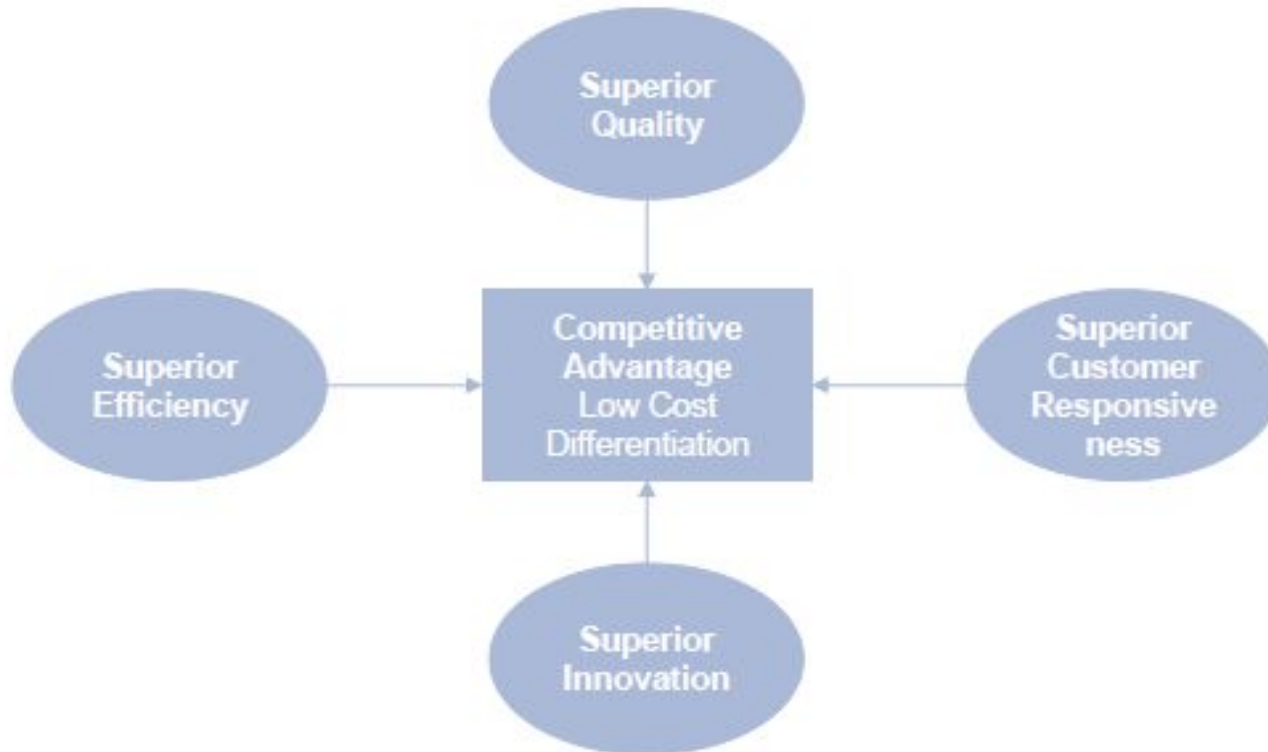 Superior
Quality
Superior
Efficiency
Competitive
Advantage
Low Cost
Differentiation
Superior
Customer
Responsive
ness
Superior
Innovation